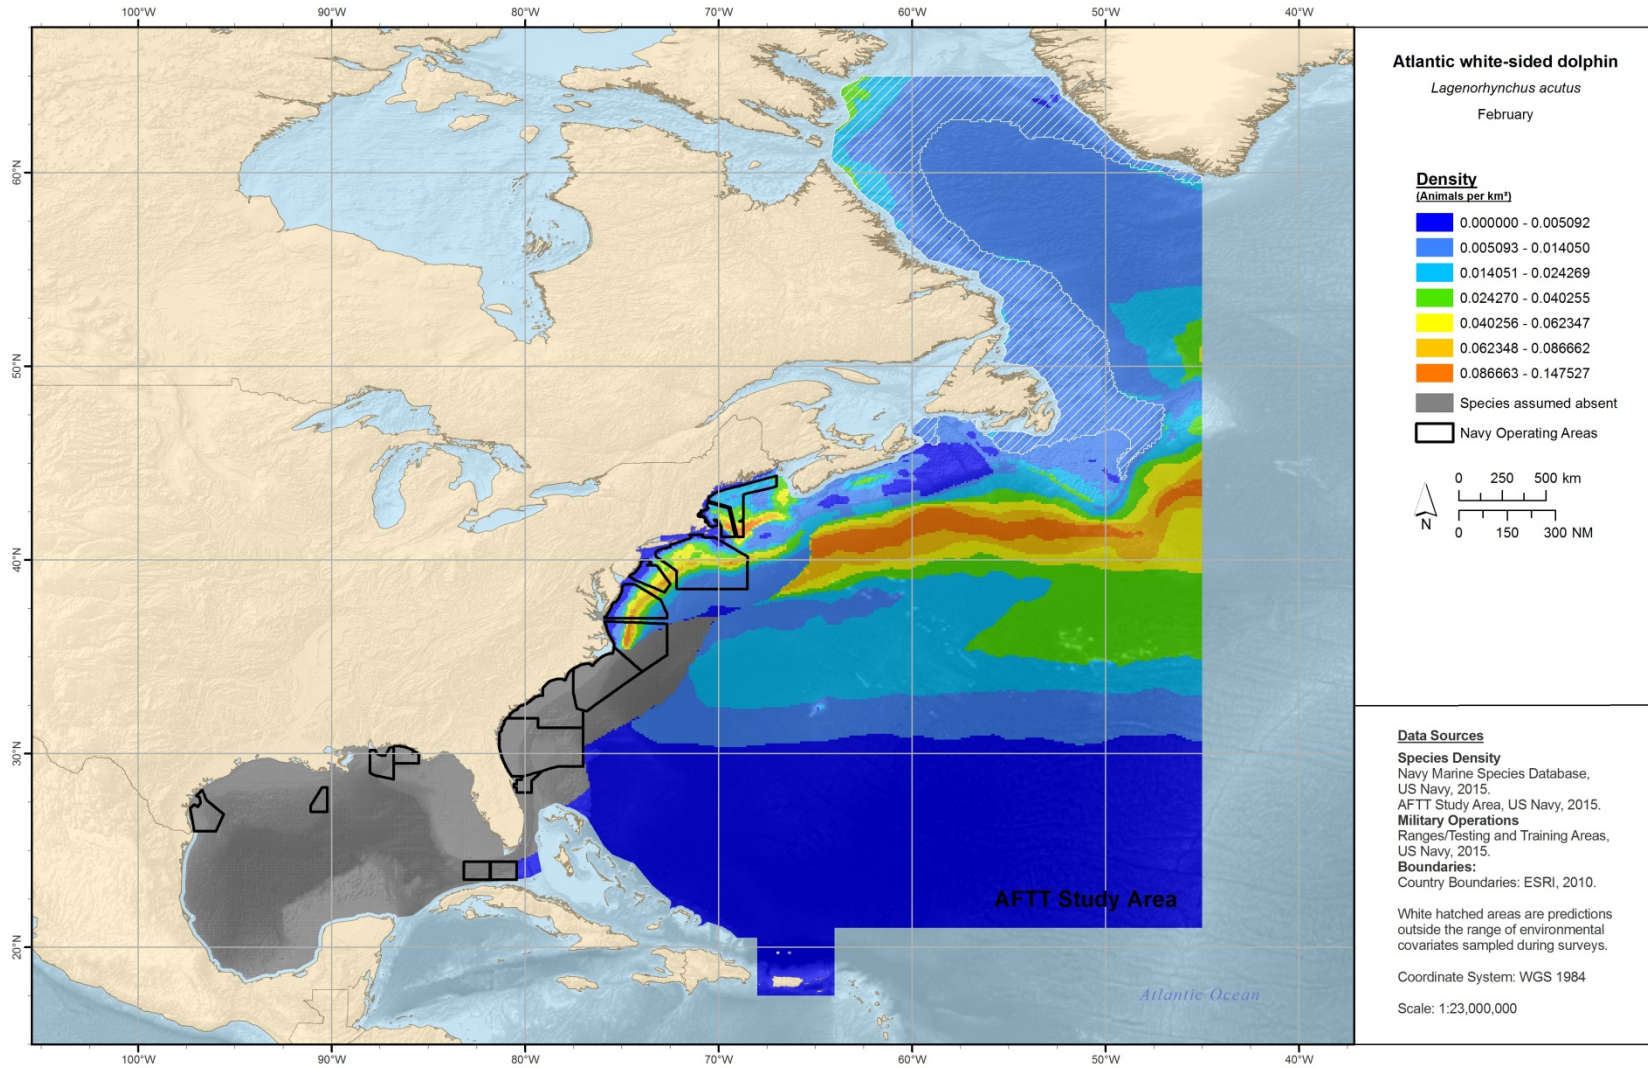 100°W
90°W
80°W
70°W
60°W
50°W
40°W
60°N
50°N
40°N
30°N
20°N
60°N
50°N
40°N
30°N
20°N
AFTT Study Area
Atlantic Ocean
100°W
90°W
80°W
70°W
60°W
50°W
40°W
Atlantic white-sided dolphin
Lagenorhynchus acutus
February
Density
(Animals per km²)
0.000000 - 0.005092
0.005093 - 0.014050
0.014051 - 0.024269
0.024270 - 0.040255
0.040256 - 0.062347
0.062348 - 0.086662
0.086663 - 0.147527
Species assumed absent
Navy Operating Areas
N
0 250 500 km
0 150 300 NM
Data Sources
Species Density
Navy Marine Species Database,
US Navy, 2015.
AFTT Study Area, US Navy, 2015.
Military Operations
Ranges/Testing and Training Areas,
US Navy, 2015.
Boundaries:
Country Boundaries: ESRI, 2010.
White hatched areas are predictions
outside the range of environmental
covariates sampled during surveys.
Coordinate System: WGS 1984
Scale: 1:23,000,000